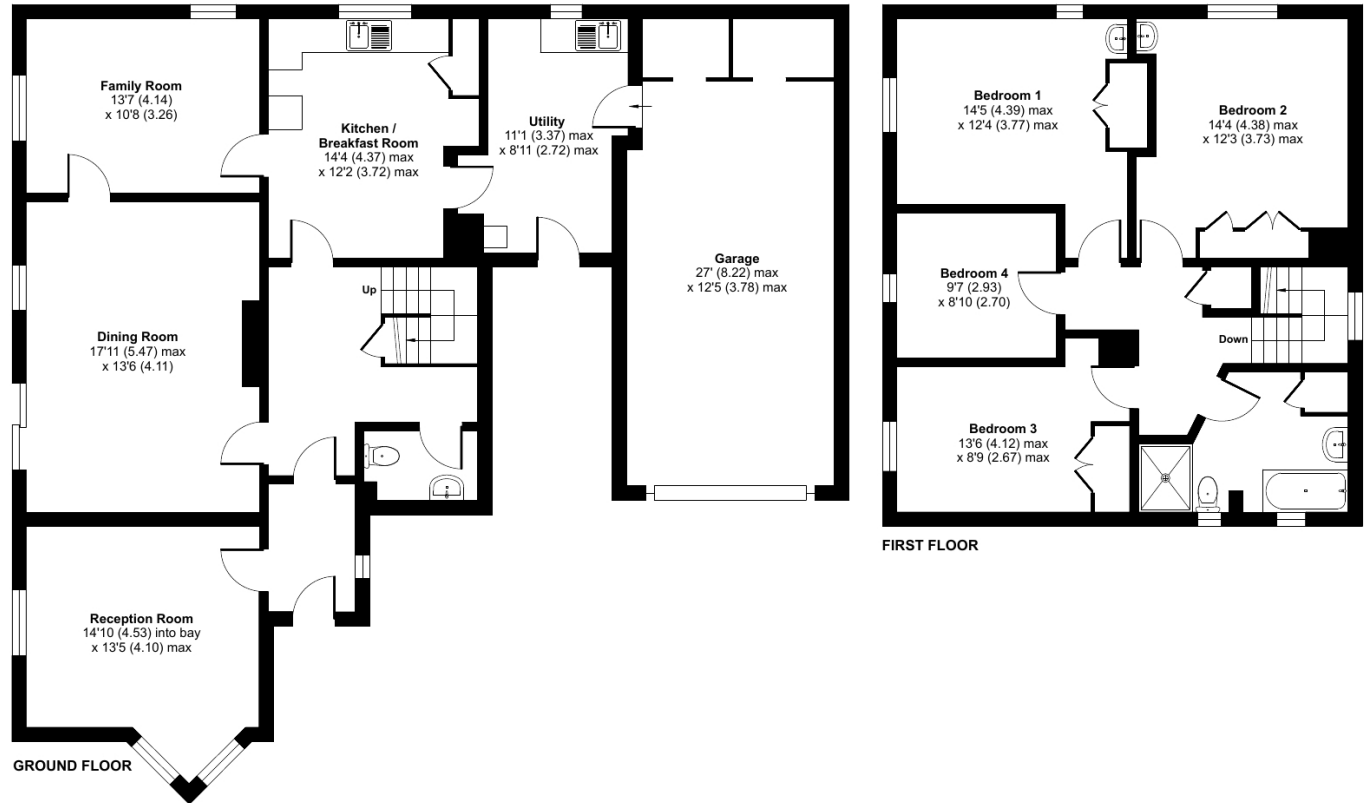 Family Room
13'7 (4.14)
x 10'8 (3.26)
Kitchen /
Breakfast Room
14'4 (4.37) max
x 12'2 (3.72) max
Utility
11'1 (3.37) max
x 8'11 (2.72) max
Garage
27' (8.22) max
x 12'5 (3.78) max
Up
Dining Room
17'11 (5.47) max
x 13'6 (4.11)
Reception Room
14'10 (4.53) into bay
x 13'5 (4.10) max
GROUND FLOOR
Bedroom 1
14'5 (4.39) max
x 12'4 (3.77) max
Bedroom 2
14'4 (4.38) max
x 12'3 (3.73) max
Bedroom 4
9'7 (2.93)
x 8'10 (2.70)
Down
Bedroom 3
13'6 (4.12) max
x 8'9 (2.67) max
FIRST FLOOR